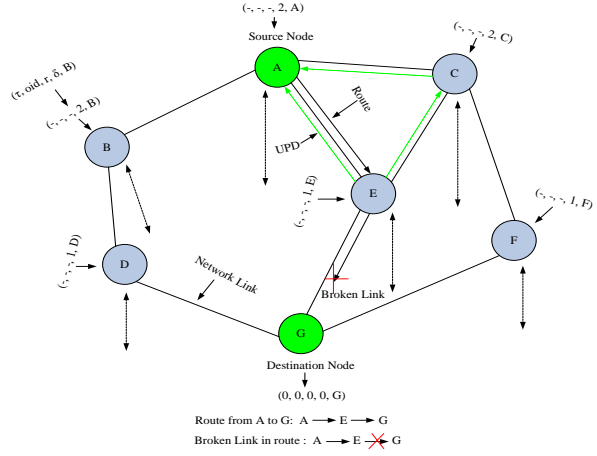 (-, -, -, 2, A)
Source Node
A
(-, -, -, 2, C)
C
(τ, oid, r, δ, B)
(-, -, -, 2, B)
B
Route
UPD
E
(-, -, -, 1, E)
(-, -, -, 1, F)
F
(-, -, -, 1, D)
D
Network Link
Broken Link
G
Destination Node
(0, 0, 0, 0, G)
Route from A to G: A E G
Broken Link in route : A E G